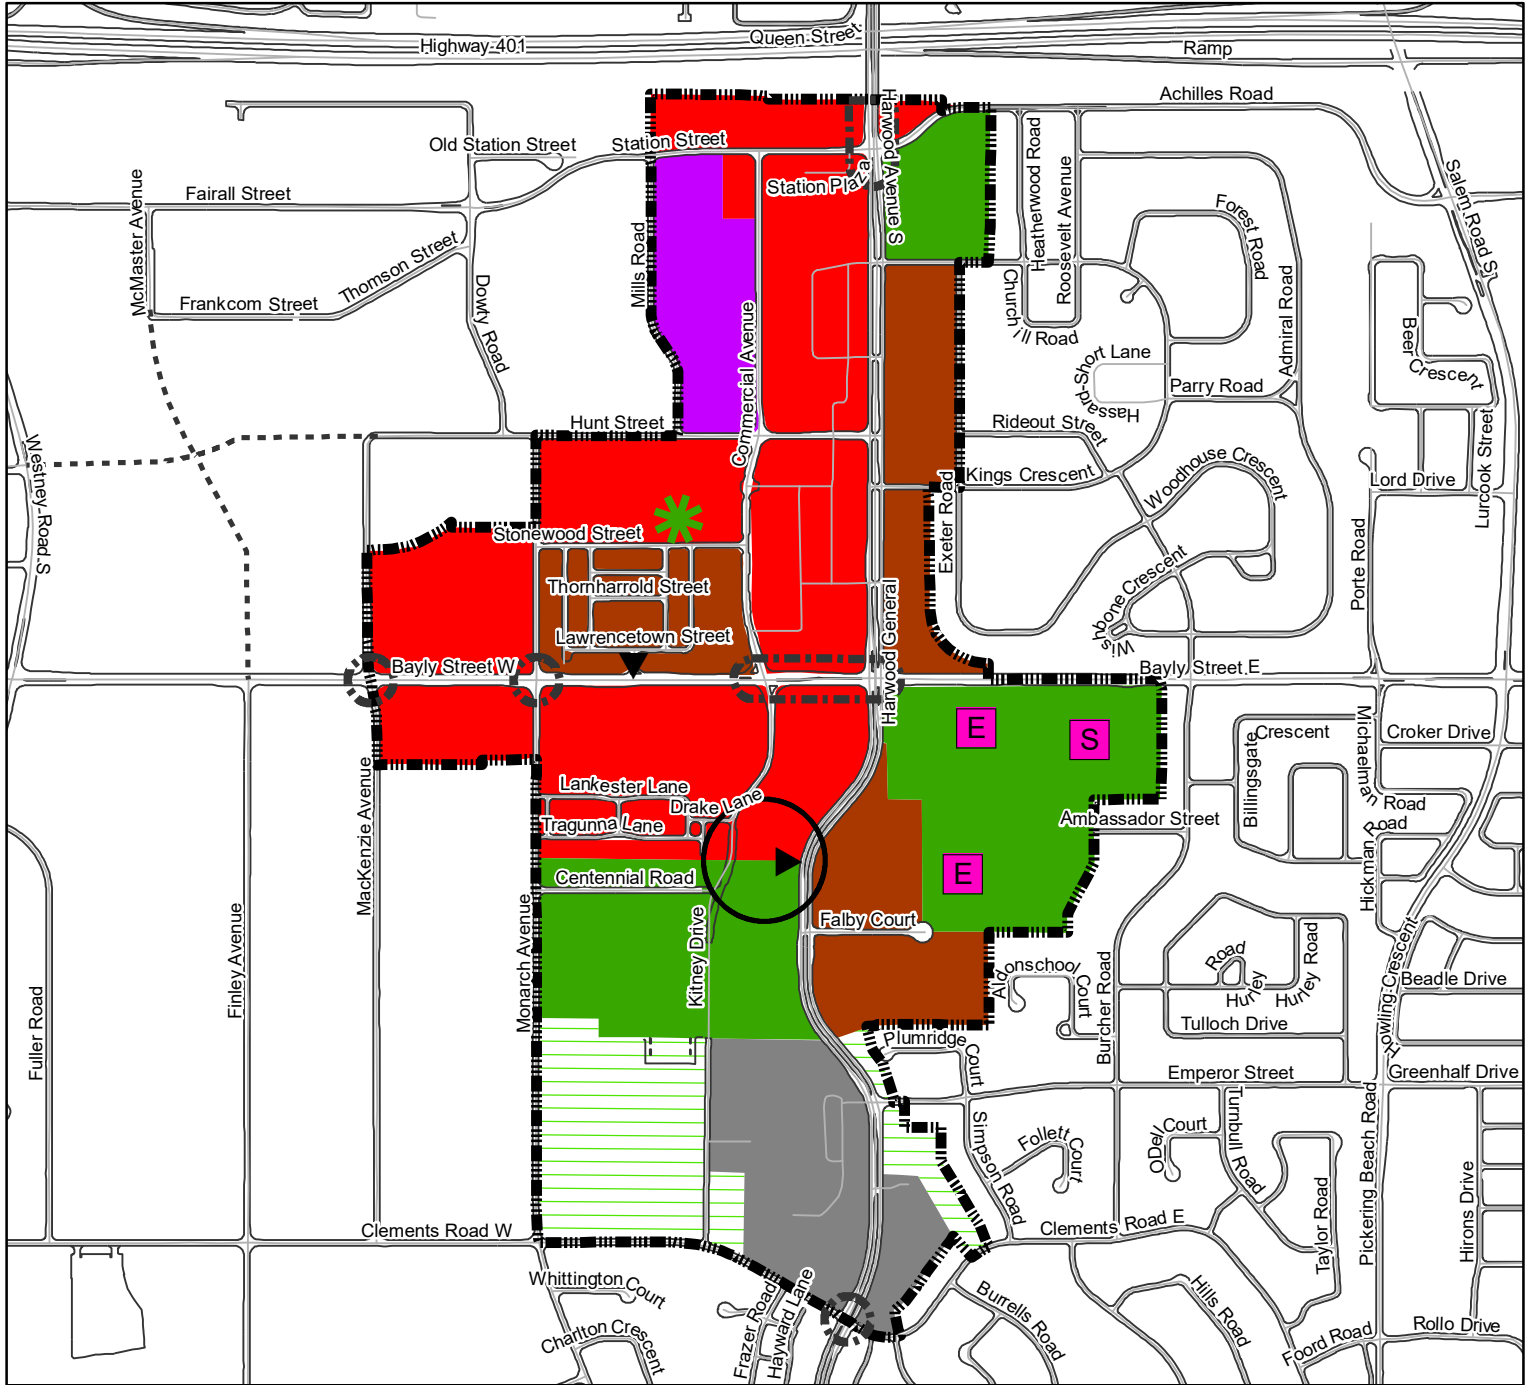 Highway 401
Queen Street
Ramp
Achilles Road
Harwood Avenue S
Old Station Street
Station Street
Station Plaza
Heatherwood Road
Roosevelt Avenue
Salem Road S
Fairall Street
McMaster Avenue
Forest Road
Thomson Street
Mills Road
Frankcom Street
Dowty Road
Churchill Road
Admiral Road
Commercial Avenue
Hassard-Short Lane
Parry Road
Beer Crescent
Hunt Street
Rideout Street
Westney Road S
Kings Crescent
Woodhouse Crescent
Lord Drive
Lurcook Street
Exeter Road
Stonewood Street
Thornharrold Street
Wishbone Crescent
Porte Road
Lawrencetown Street
Harwood General
Bayly Street W
Bayly Street E
E
S
Billingsgate Crescent
Michaelman Road
Croker Drive
MacKenzie Avenue
Lankester Lane
Drake Lane
Tragunna Lane
Ambassador Street
Hickman Road
Centennial Road
E
Falby Court
Finley Avenue
Monarch Avenue
Kitney Drive
Aldonschool Court
Burcher Road
Hurley Road
Hurley Road
Howling Crescent
Beadle Drive
Fuller Road
Tulloch Drive
Plumridge Court
Emperor Street
Greenhalf Drive
Simpson Road
Follett Court
ODell Court
Turnbull Road
Pickering Beach Road
Taylor Road
Hirons Drive
Clements Road W
Clements Road E
Whittington Court
Frazer Road
Hayward Lane
Burrells Road
Hills Road
Foord Road
Rollo Drive
Charlton Crescent